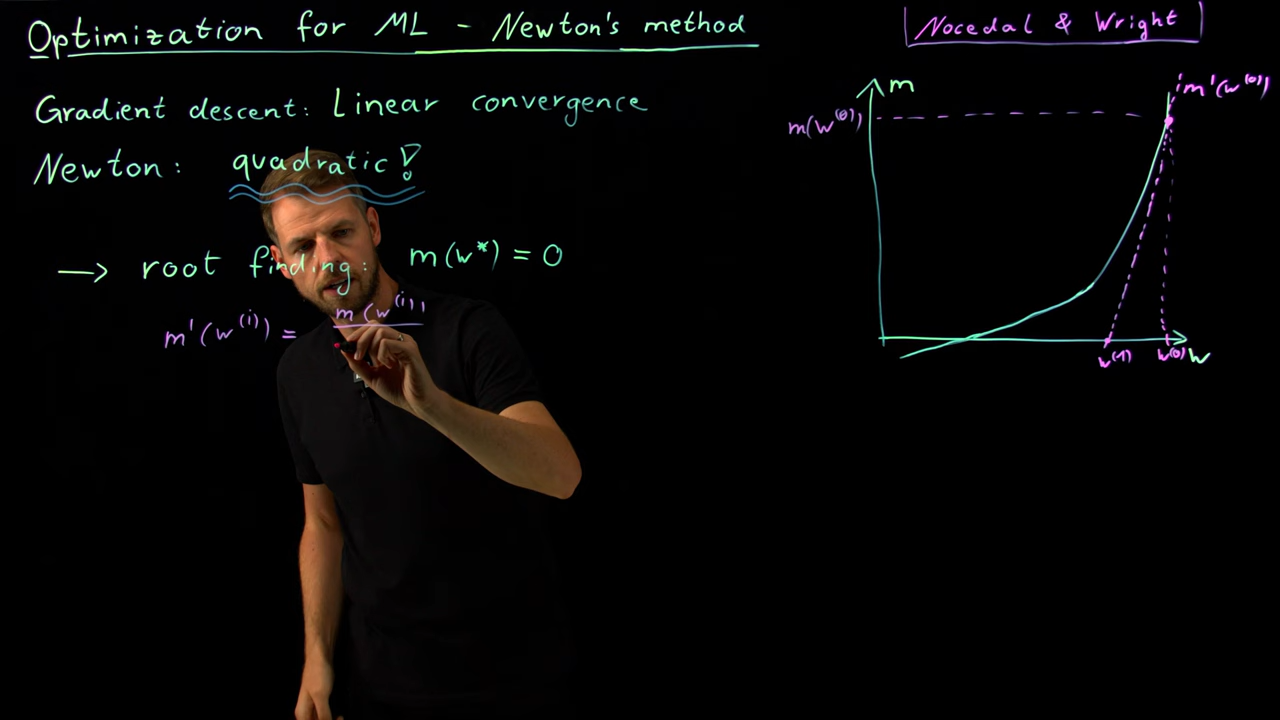 Optimization for ML - Newton's method
Nocedal & Wright
Gradient descent: Linear convergence
Newton: quadratic!
→ root finding: m(w*) = 0
m'(w⁽ⁱ⁾) = m(w⁽ⁱ⁾)
m
m'(w⁽⁰⁾)
m(w⁽⁰⁾)
w⁽¹⁾ w⁽⁰⁾ w